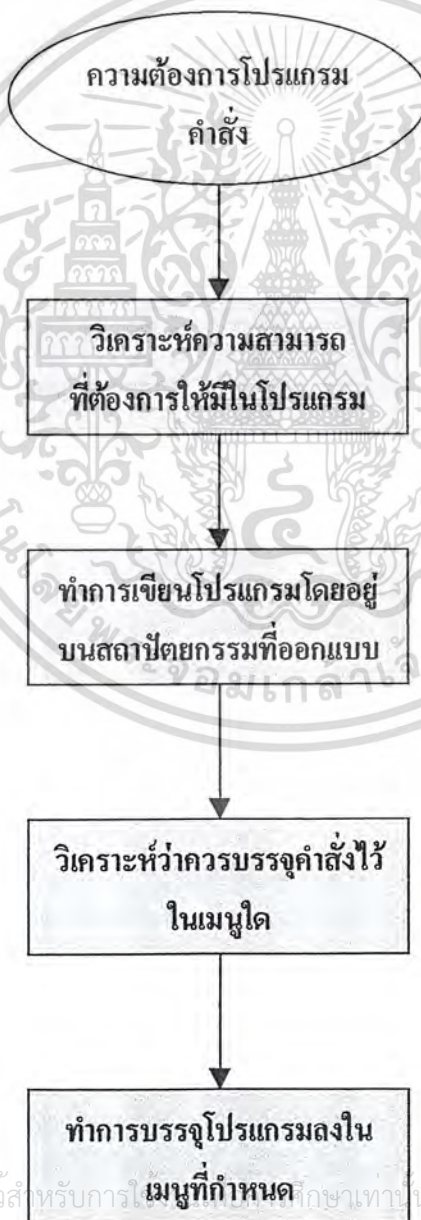 ความต้องการโปรแกรม
คำสั่ง
วิเคราะห์ความสามารถ
ที่ต้องการให้มีในโปรแกรม
ทำการเขียนโปรแกรมโดยอยู่
บนสถาปัตยกรรมที่ออกแบบ
วิเคราะห์ว่าควรบรรจุคำสั่งไว้
ในเมนูใด
ทำการบรรจุโปรแกรมลงใน
เมนูที่กำหนด